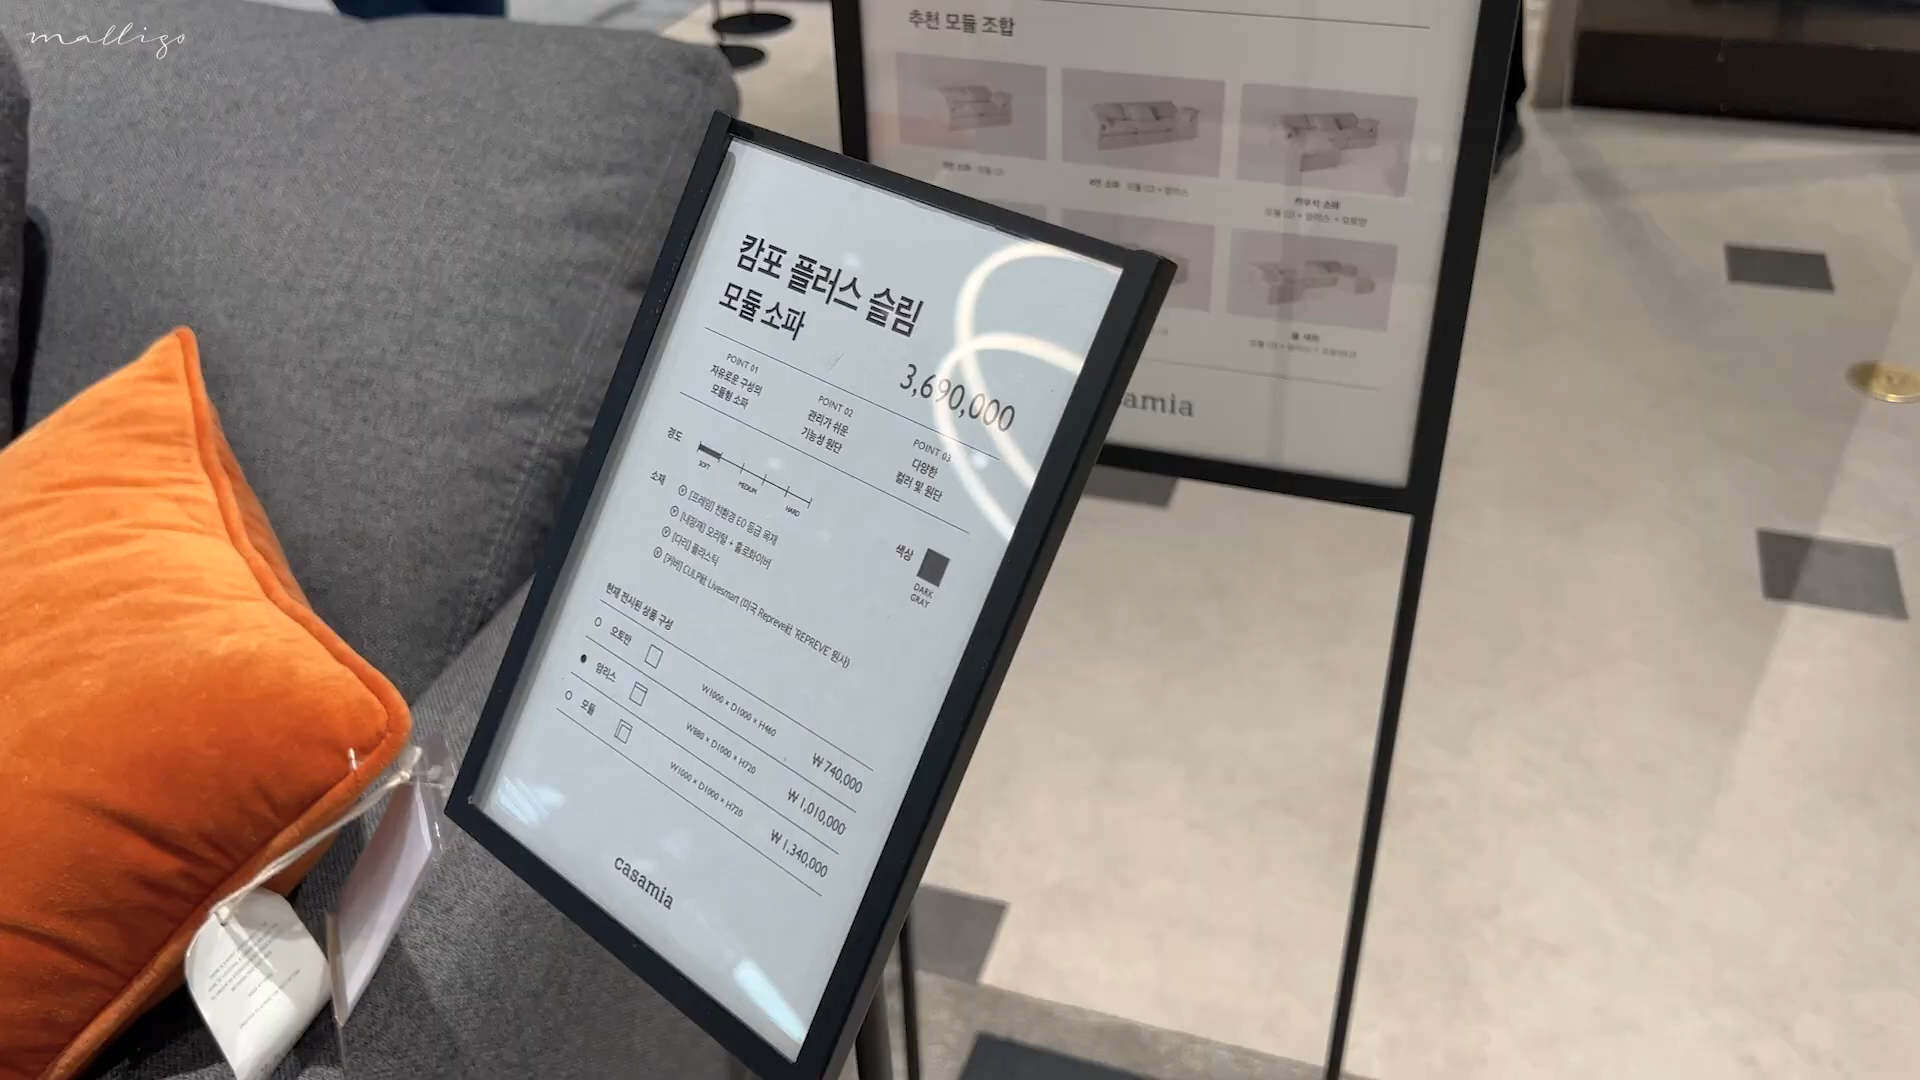 malligo
추천 모듈 조합
카우치 소파
casamia
캄포 플러스 슬림
모듈 소파
3,690,000
POINT 01
자유로운 구성의
모듈형 소파
POINT 02
관리가 쉬운
기능성 원단
POINT 03
다양한
컬러 및 원단
경도
SOFT
MEDIUM
HARD
소재
[프레임] 친환경 E0 등급 목재
[내장재] 오리털 + 홀로화이버
[다리] 플라스틱
[커버] CULP社 Livesmart (미국 Repreve社 'REPREVE' 원사)
색상
DARK
GRAY
현재 전시된 상품 구성
오토만 W1000 × D1000 × H460 ₩ 740,000
암리스 W880 × D1000 × H720 ₩ 1,010,000
모듈 W1000 × D1000 × H720 ₩ 1,340,000
casamia